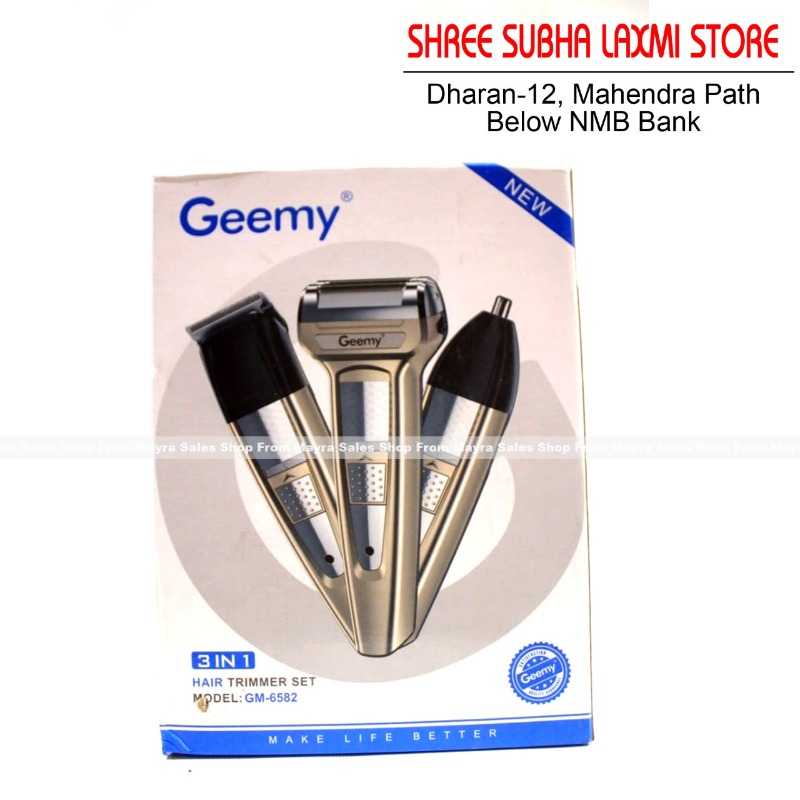 SHREE SUBHA LAXMI STORE
Dharan-12, Mahendra Path
Below NMB Bank
Geemy®
NEW
Geemy®
Sales Shop From Mayra Sales Shop From Mayra Sales Shop From Mayra Sales Shop From Mayra Sales
3 IN 1
HAIR TRIMMER SET
MODEL: GM-6582
Geemy
MAKE LIFE BETTER